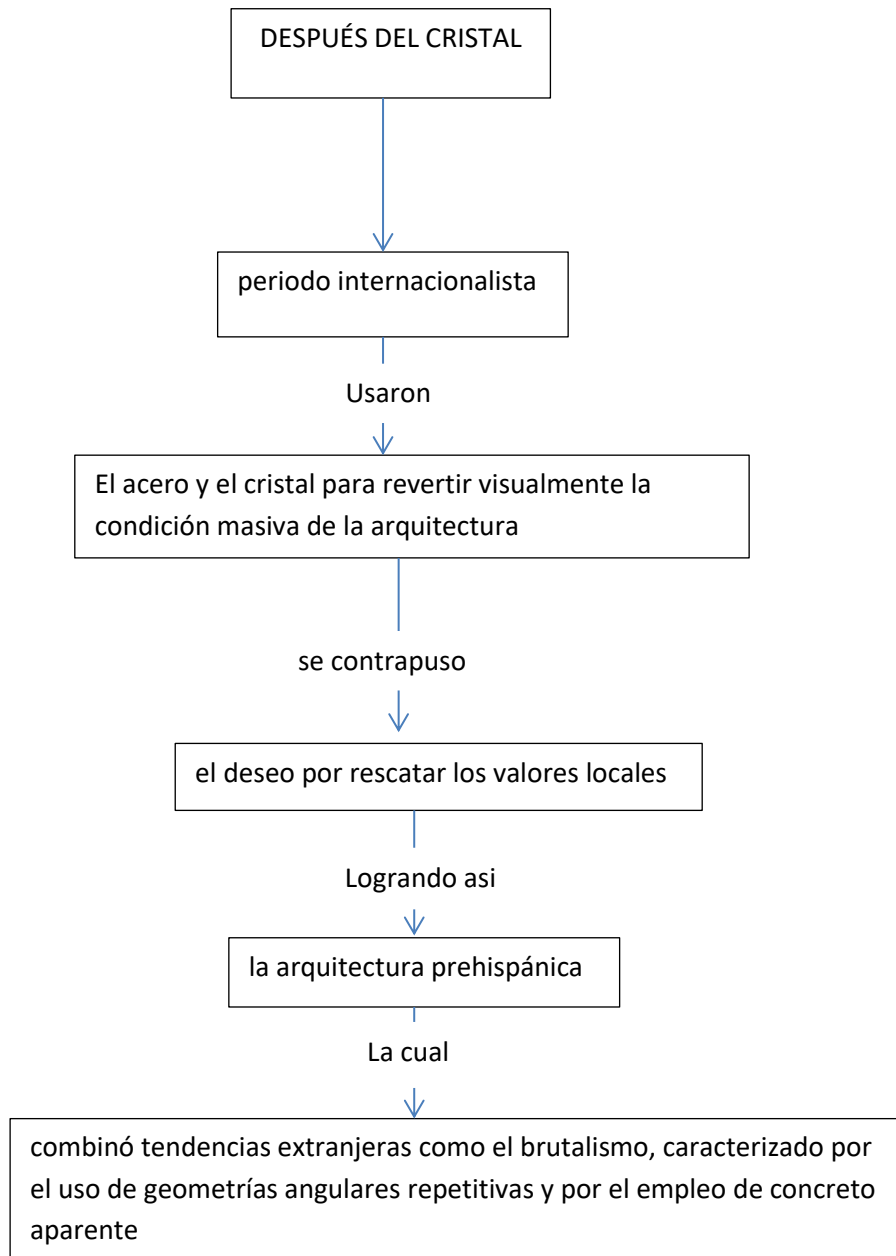 DESPUÉS DEL CRISTAL
periodo internacionalista
Usaron
El acero y el cristal para revertir visualmente la
condición masiva de la arquitectura
se contrapuso
el deseo por rescatar los valores locales
Logrando asi
la arquitectura prehispánica
La cual
combinó tendencias extranjeras como el brutalismo, caracterizado por
el uso de geometrías angulares repetitivas y por el empleo de concreto
aparente